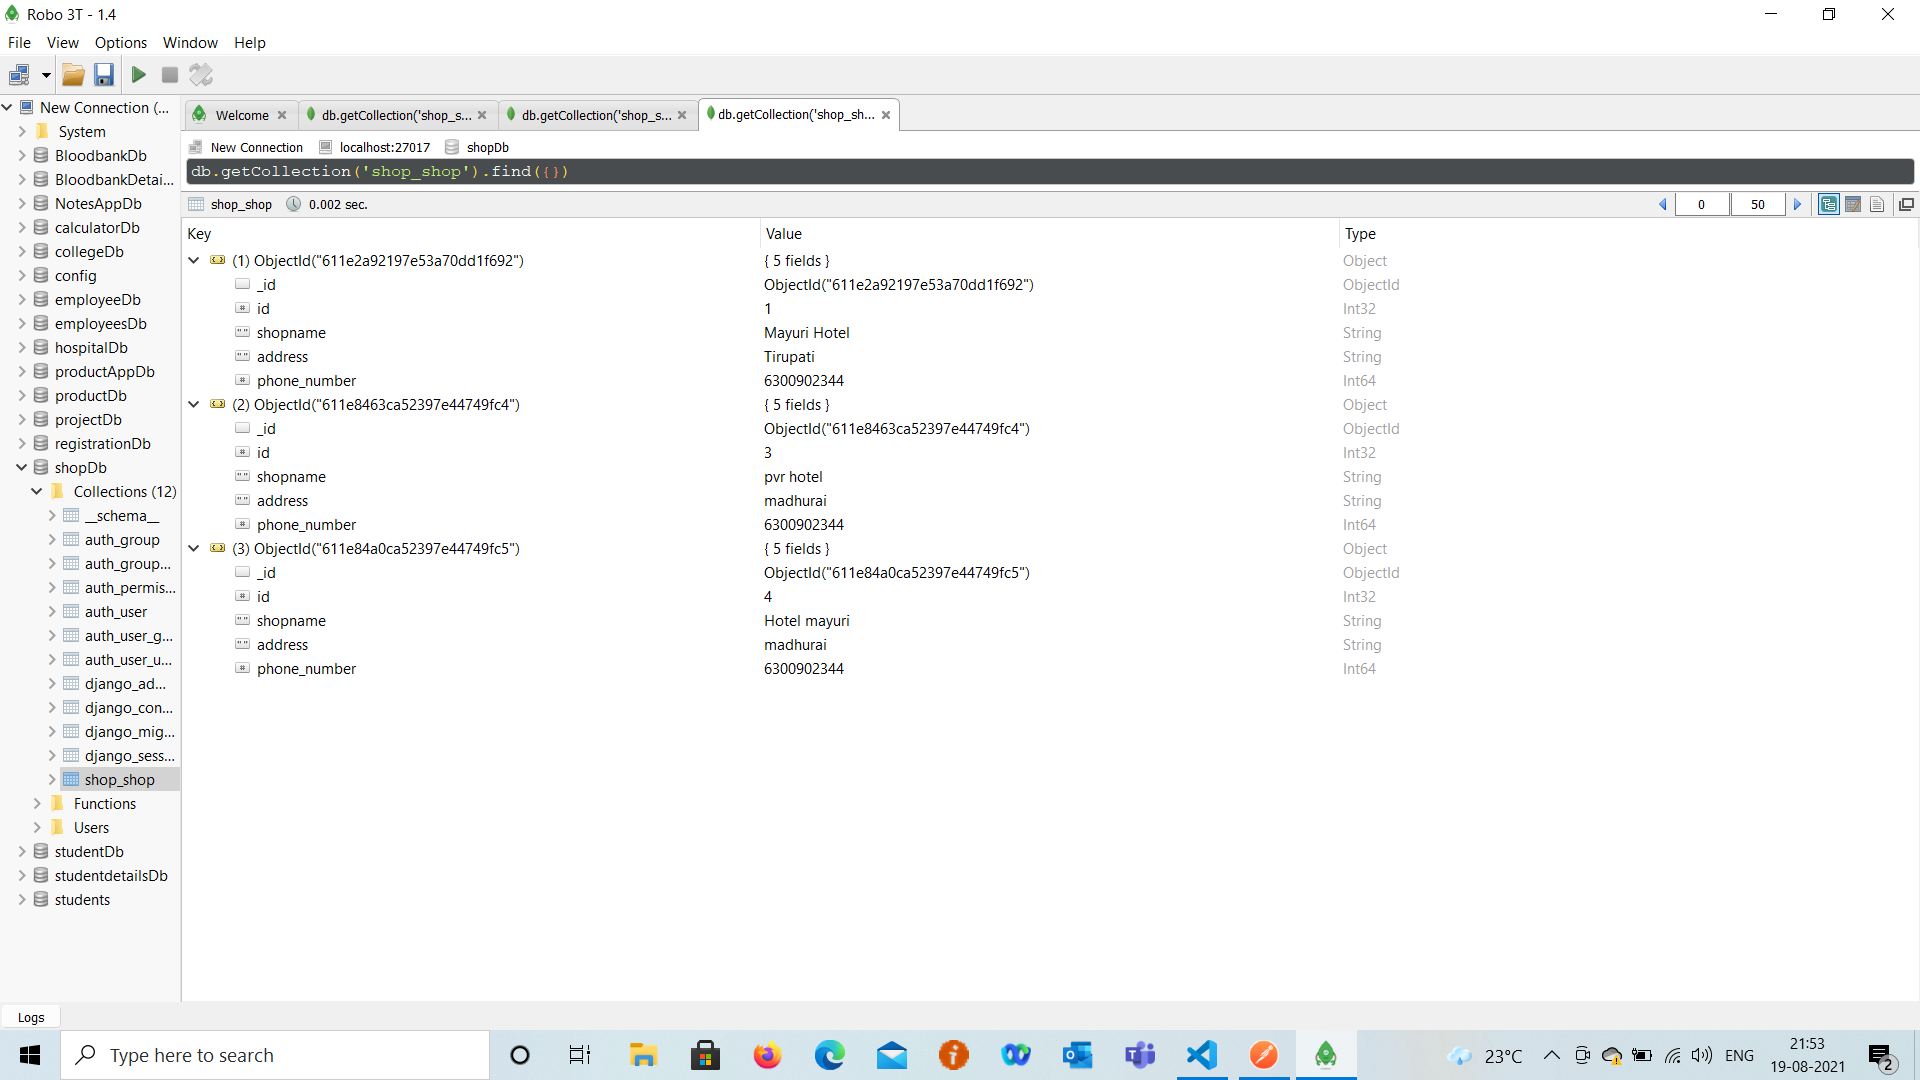 Robo 3T - 1.4
File View Options Window Help
New Connection (...
System
BloodbankDb
BloodbankDetai...
NotesAppDb
calculatorDb
collegeDb
config
employeeDb
employeesDb
hospitalDb
productAppDb
productDb
projectDb
registrationDb
shopDb
Collections (12)
__schema__
auth_group
auth_group...
auth_permis...
auth_user
auth_user_g...
auth_user_u...
django_ad...
django_con...
django_mig...
django_sess...
shop_shop
Functions
Users
studentDb
studentdetailsDb
students
Welcome db.getCollection('shop_s... db.getCollection('shop_s... db.getCollection('shop_sh...
New Connection localhost:27017 shopDb
db.getCollection('shop_shop').find({})
shop_shop 0.002 sec. 0 50
Key Value Type
(1) ObjectId("611e2a92197e53a70dd1f692") { 5 fields } Object
_id ObjectId("611e2a92197e53a70dd1f692") ObjectId
id 1 Int32
shopname Mayuri Hotel String
address Tirupati String
phone_number 6300902344 Int64
(2) ObjectId("611e8463ca52397e44749fc4") { 5 fields } Object
_id ObjectId("611e8463ca52397e44749fc4") ObjectId
id 3 Int32
shopname pvr hotel String
address madhurai String
phone_number 6300902344 Int64
(3) ObjectId("611e84a0ca52397e44749fc5") { 5 fields } Object
_id ObjectId("611e84a0ca52397e44749fc5") ObjectId
id 4 Int32
shopname Hotel mayuri String
address madhurai String
phone_number 6300902344 Int64
Logs
Type here to search
23°C ENG 21:53
19-08-2021 2